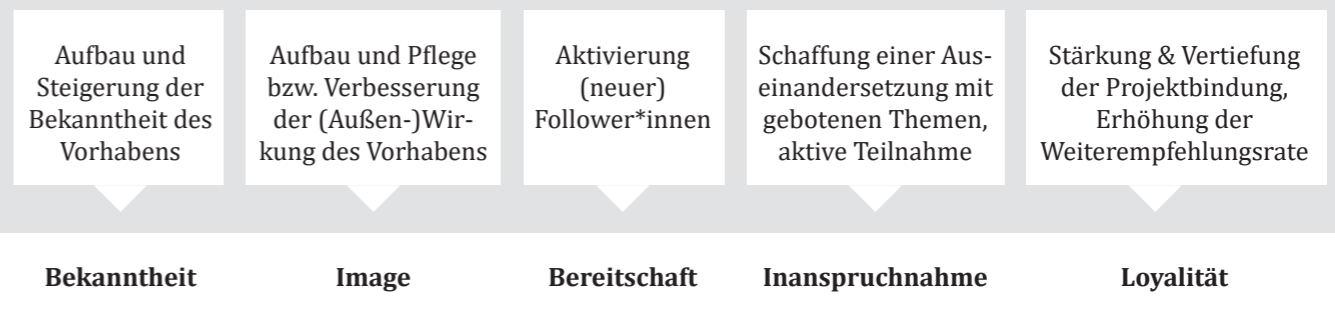 Aufbau und
Steigerung der
Bekanntheit des
Vorhabens
Aufbau und Pflege
bzw. Verbesserung
der (Außen-)Wir-
kung des Vorhabens
Aktivierung
(neuer)
Follower*innen
Schaffung einer Aus-
einandersetzung mit
gebotenen Themen,
aktive Teilnahme
Stärkung & Vertiefung
der Projektbindung,
Erhöhung der
Weiterempfehlungsrate
Bekanntheit
Image
Bereitschaft
Inanspruchnahme
Loyalität